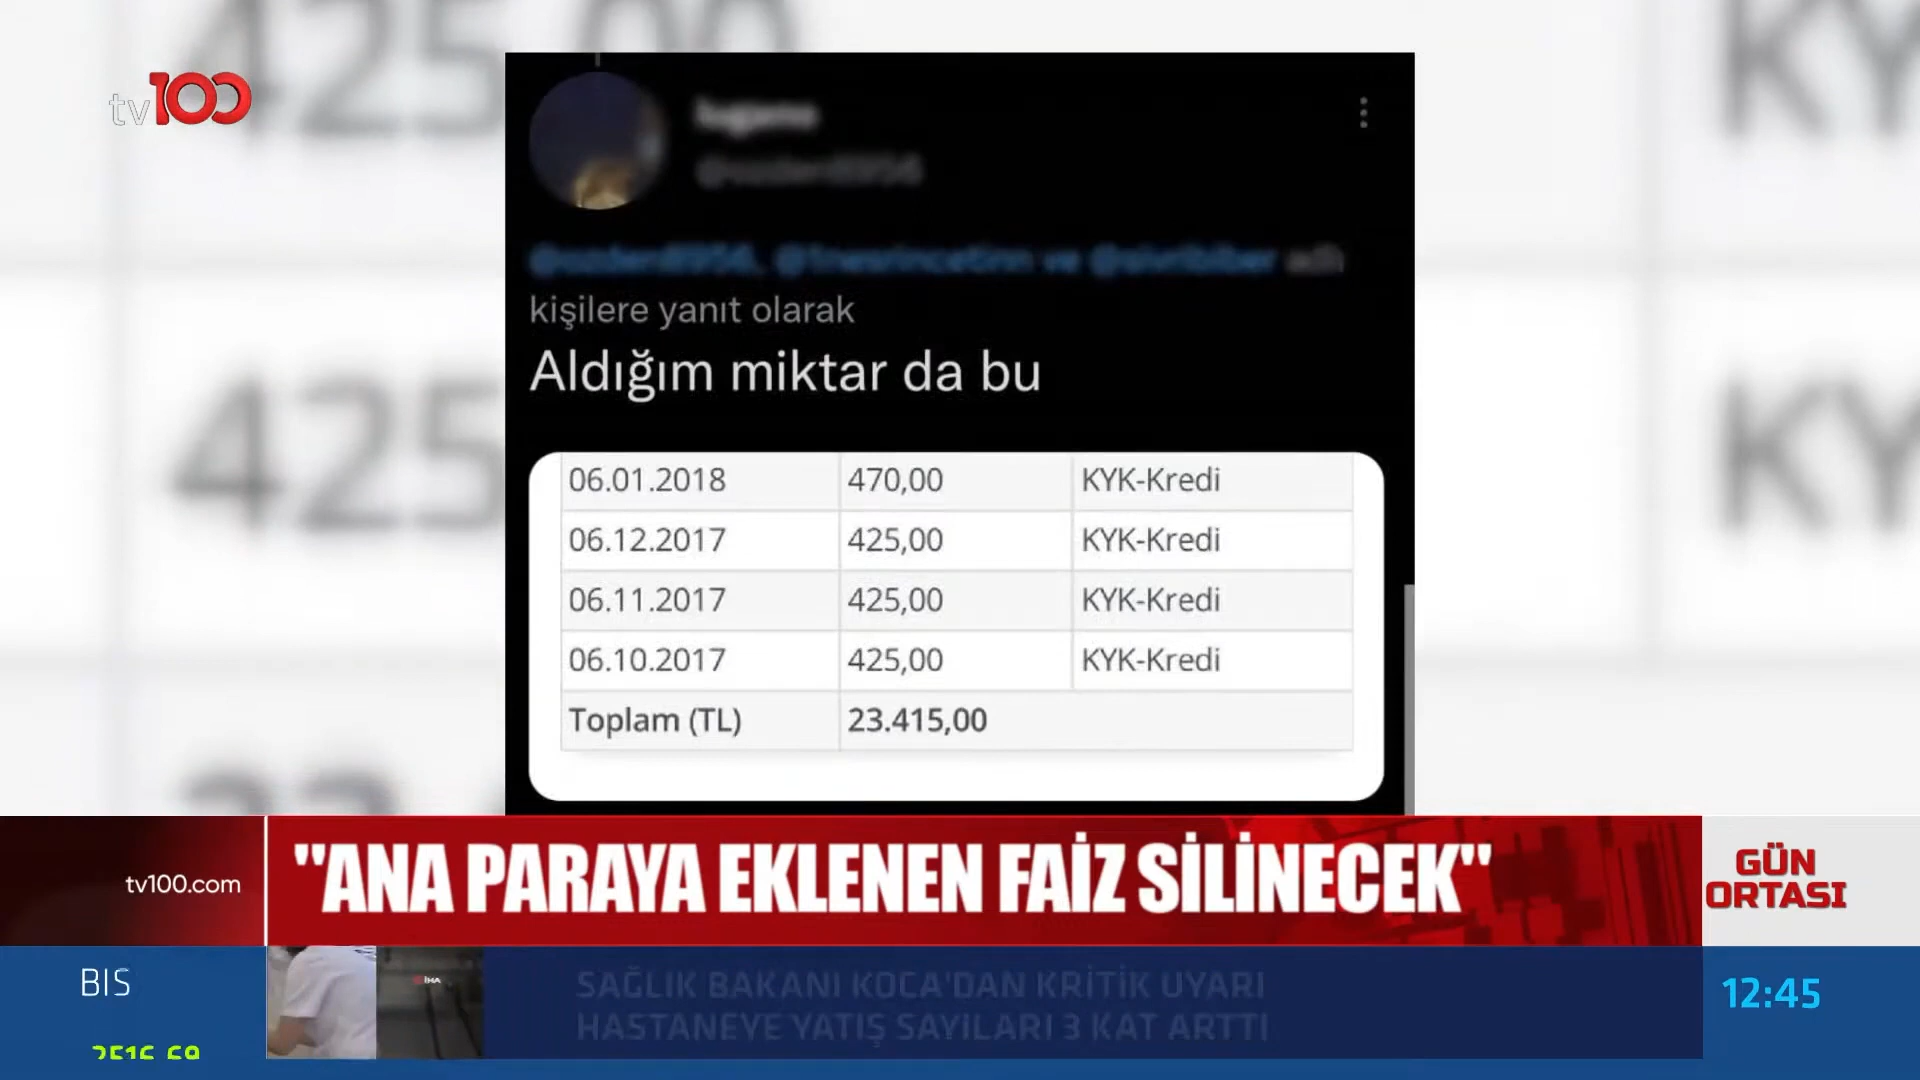 tv100
kişilere yanıt olarak
Aldığım miktar da bu
06.01.2018 470,00 KYK-Kredi
06.12.2017 425,00 KYK-Kredi
06.11.2017 425,00 KYK-Kredi
06.10.2017 425,00 KYK-Kredi
Toplam (TL) 23.415,00
tv100.com
"ANA PARAYA EKLENEN FAİZ SİLİNECEK"
GÜN
ORTASI
BIS
İHA
SAĞLIK BAKANI KOCA'DAN KRİTİK UYARI
HASTANEYE YATIŞ SAYILARI 3 KAT ARTTI
12:45